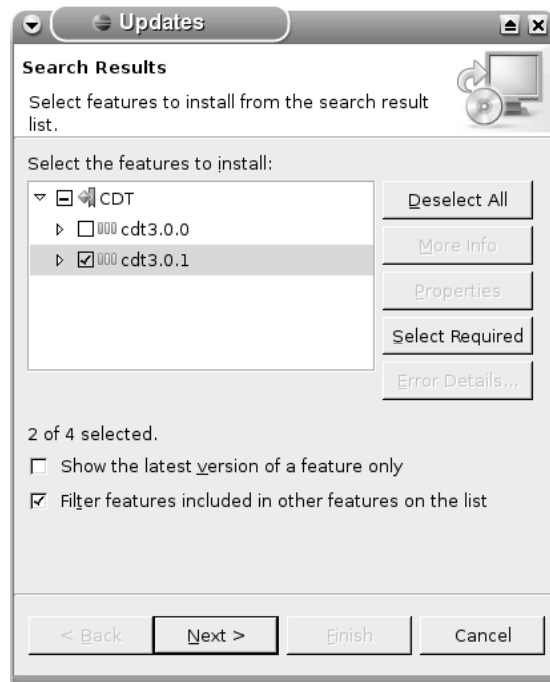 Updates
Search Results
Select features to install from the search result
list.
Select the features to install:
CDT
cdt3.0.0
cdt3.0.1
Deselect All
More Info
Properties
Select Required
Error Details...
2 of 4 selected.
Show the latest version of a feature only
Filter features included in other features on the list
< Back
Next >
Finish
Cancel